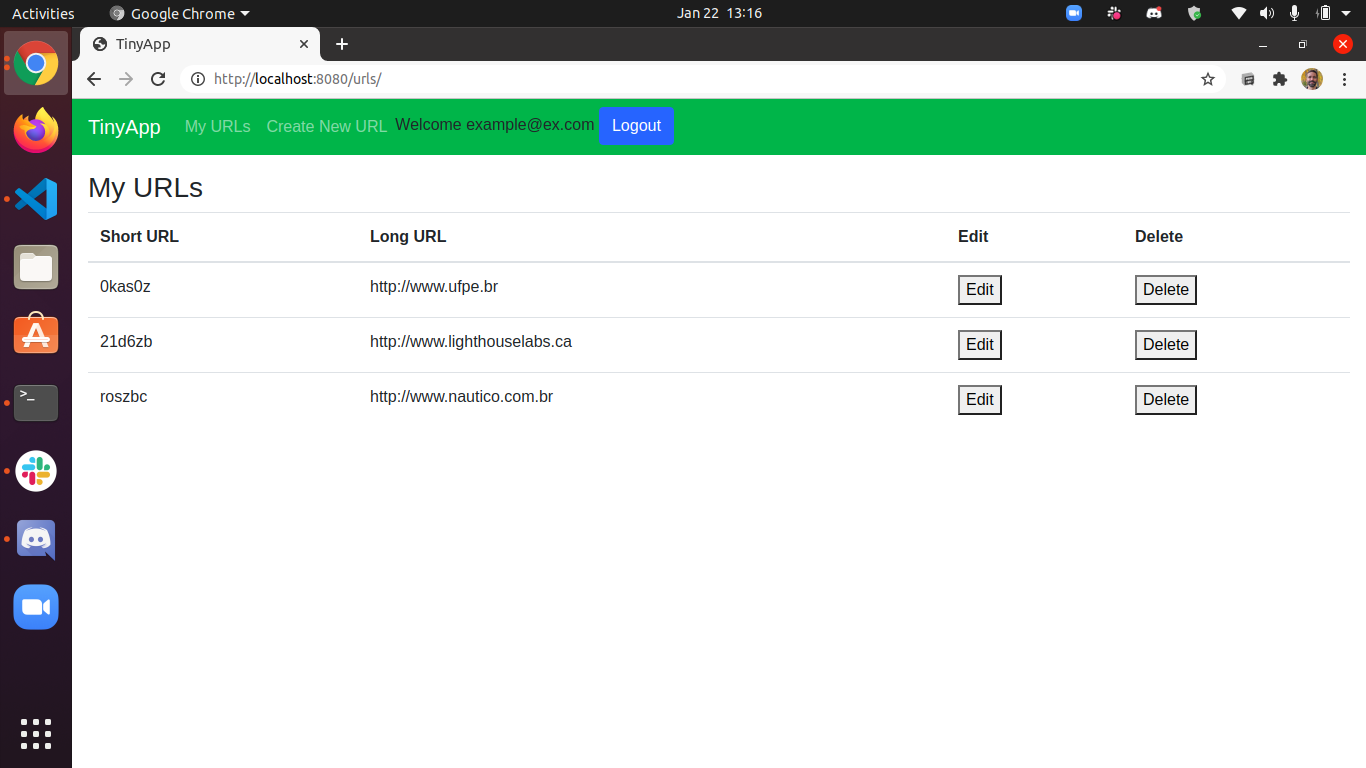 Activities Google Chrome Jan 22 13:16
TinyApp
http://localhost:8080/urls/
TinyApp My URLs Create New URL Welcome example@ex.com Logout
My URLs
Short URL Long URL Edit Delete
0kas0z http://www.ufpe.br Edit Delete
21d6zb http://www.lighthouselabs.ca Edit Delete
roszbc http://www.nautico.com.br Edit Delete